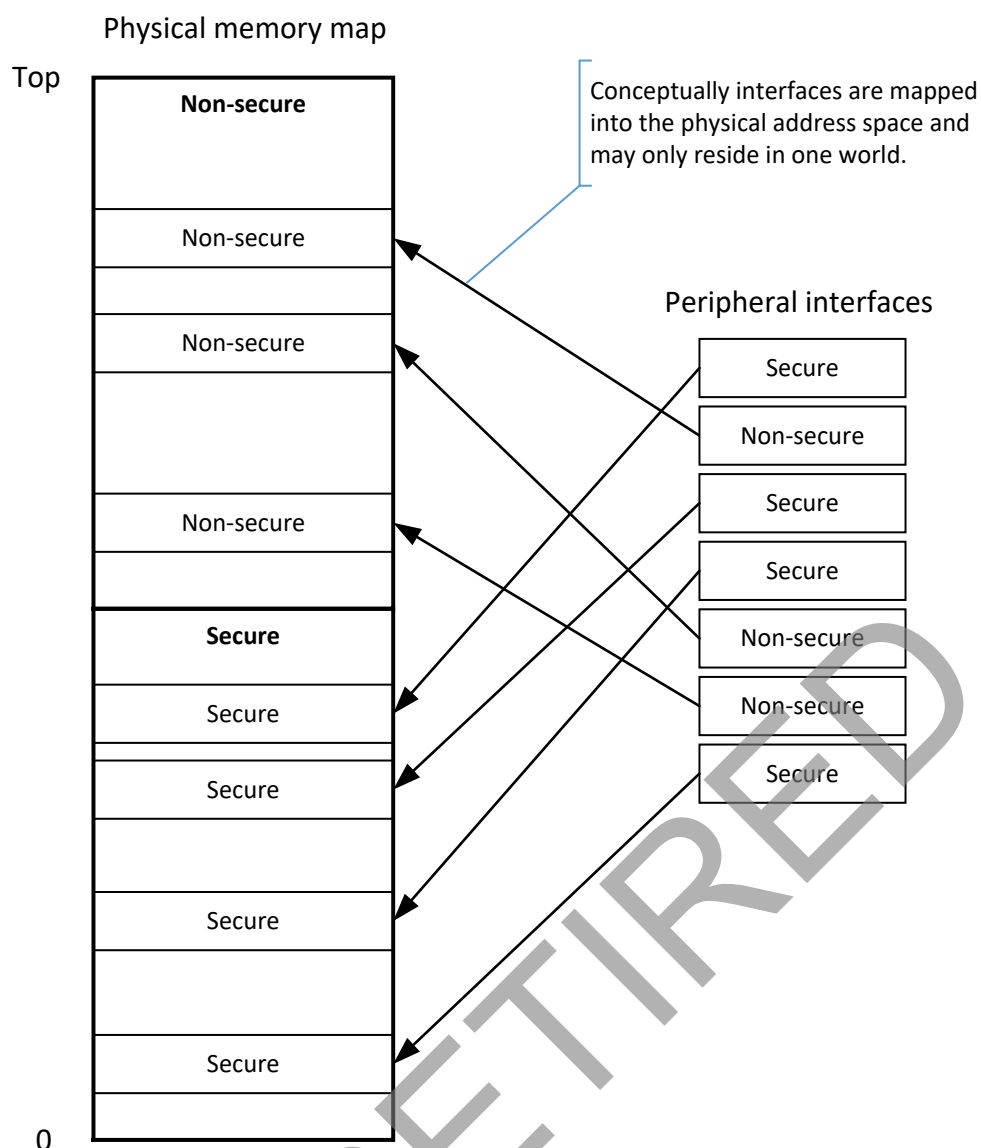 Physical memory map
Top
Non-secure
Conceptually interfaces are mapped
into the physical address space and
may only reside in one world.
Non-secure
Peripheral interfaces
Non-secure
Secure
Non-secure
Secure
Non-secure
Secure
Non-secure
Secure
Non-secure
Secure
Secure
Secure
Secure
Secure
0
RETIRED